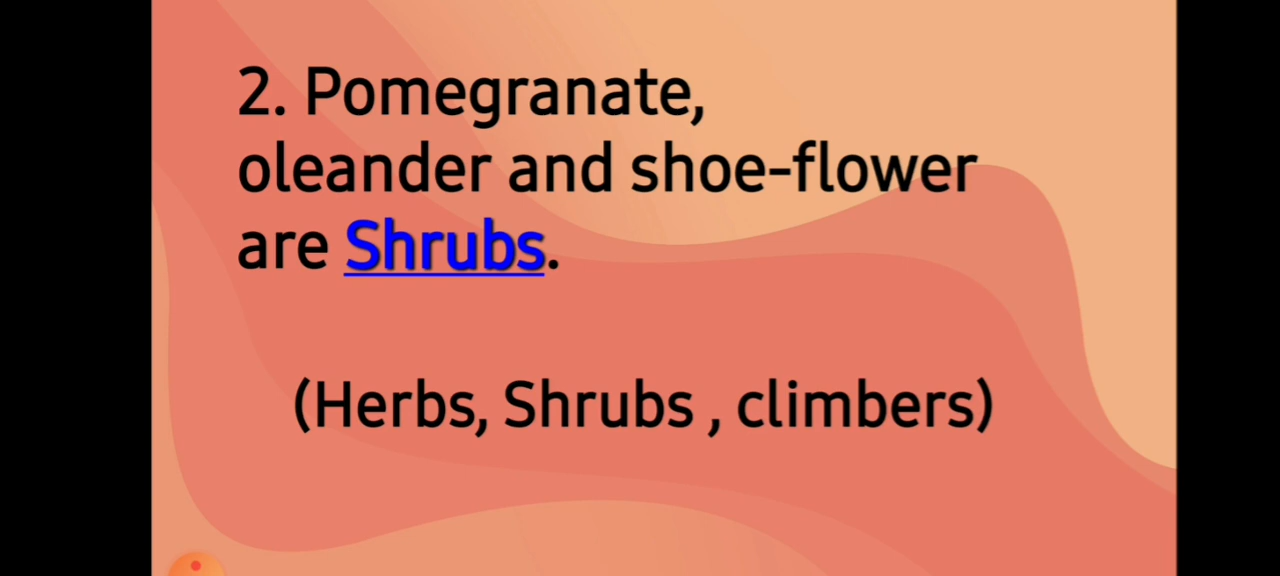 2. Pomegranate,
oleander and shoe-flower
are Shrubs.
(Herbs, Shrubs , climbers)